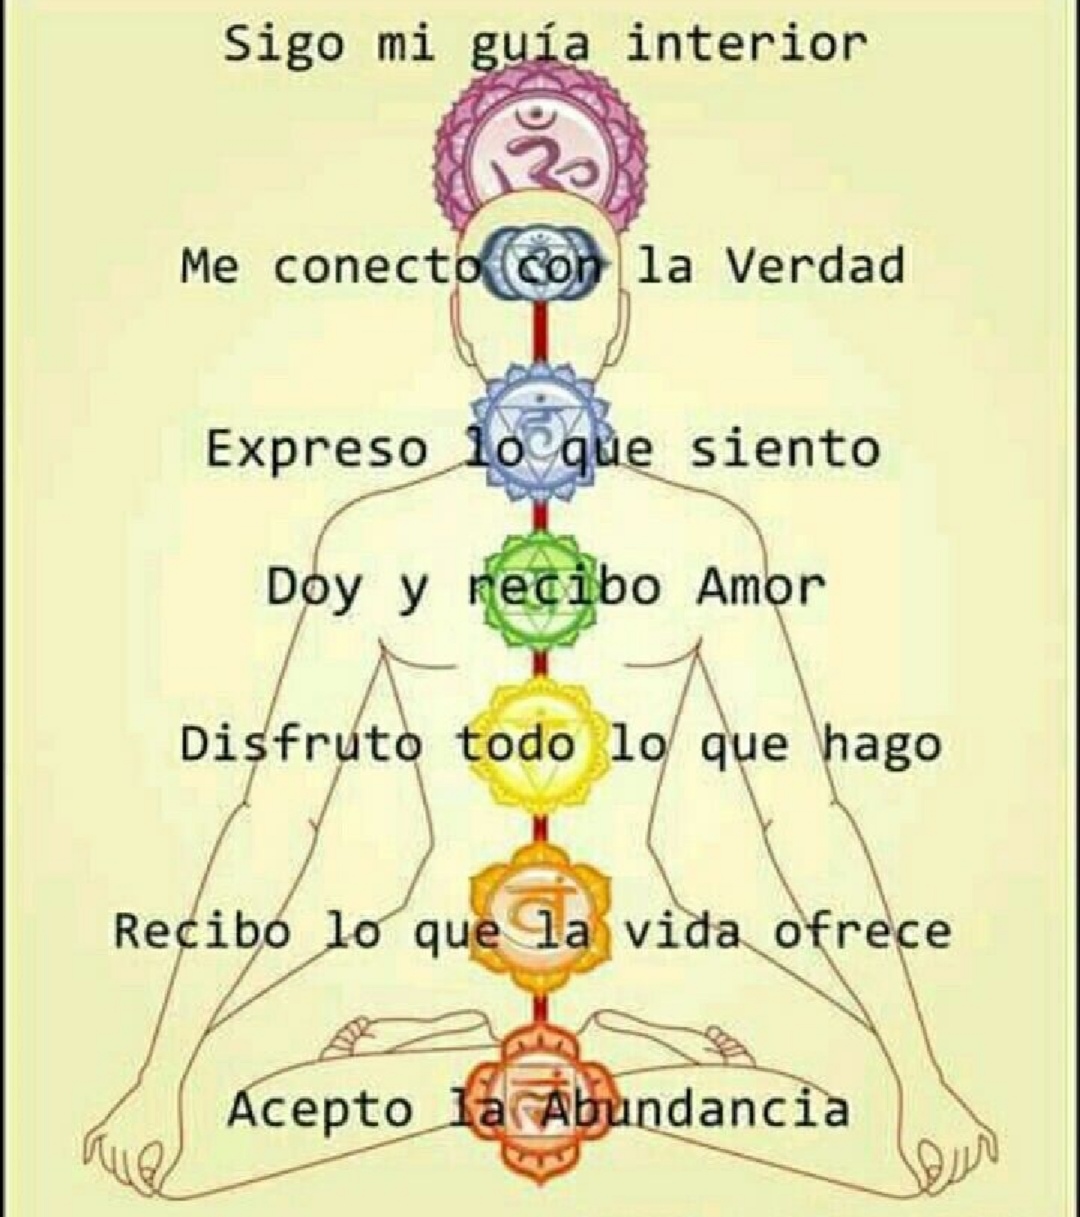 Sigo mi guía interior
ॐ
Me conecto con la Verdad
ॐ
Expreso lo que siento
हं
Doy y recibo Amor
यं
Disfruto todo lo que hago
रं
Recibo lo que la vida ofrece
वं
Acepto la Abundancia
लं